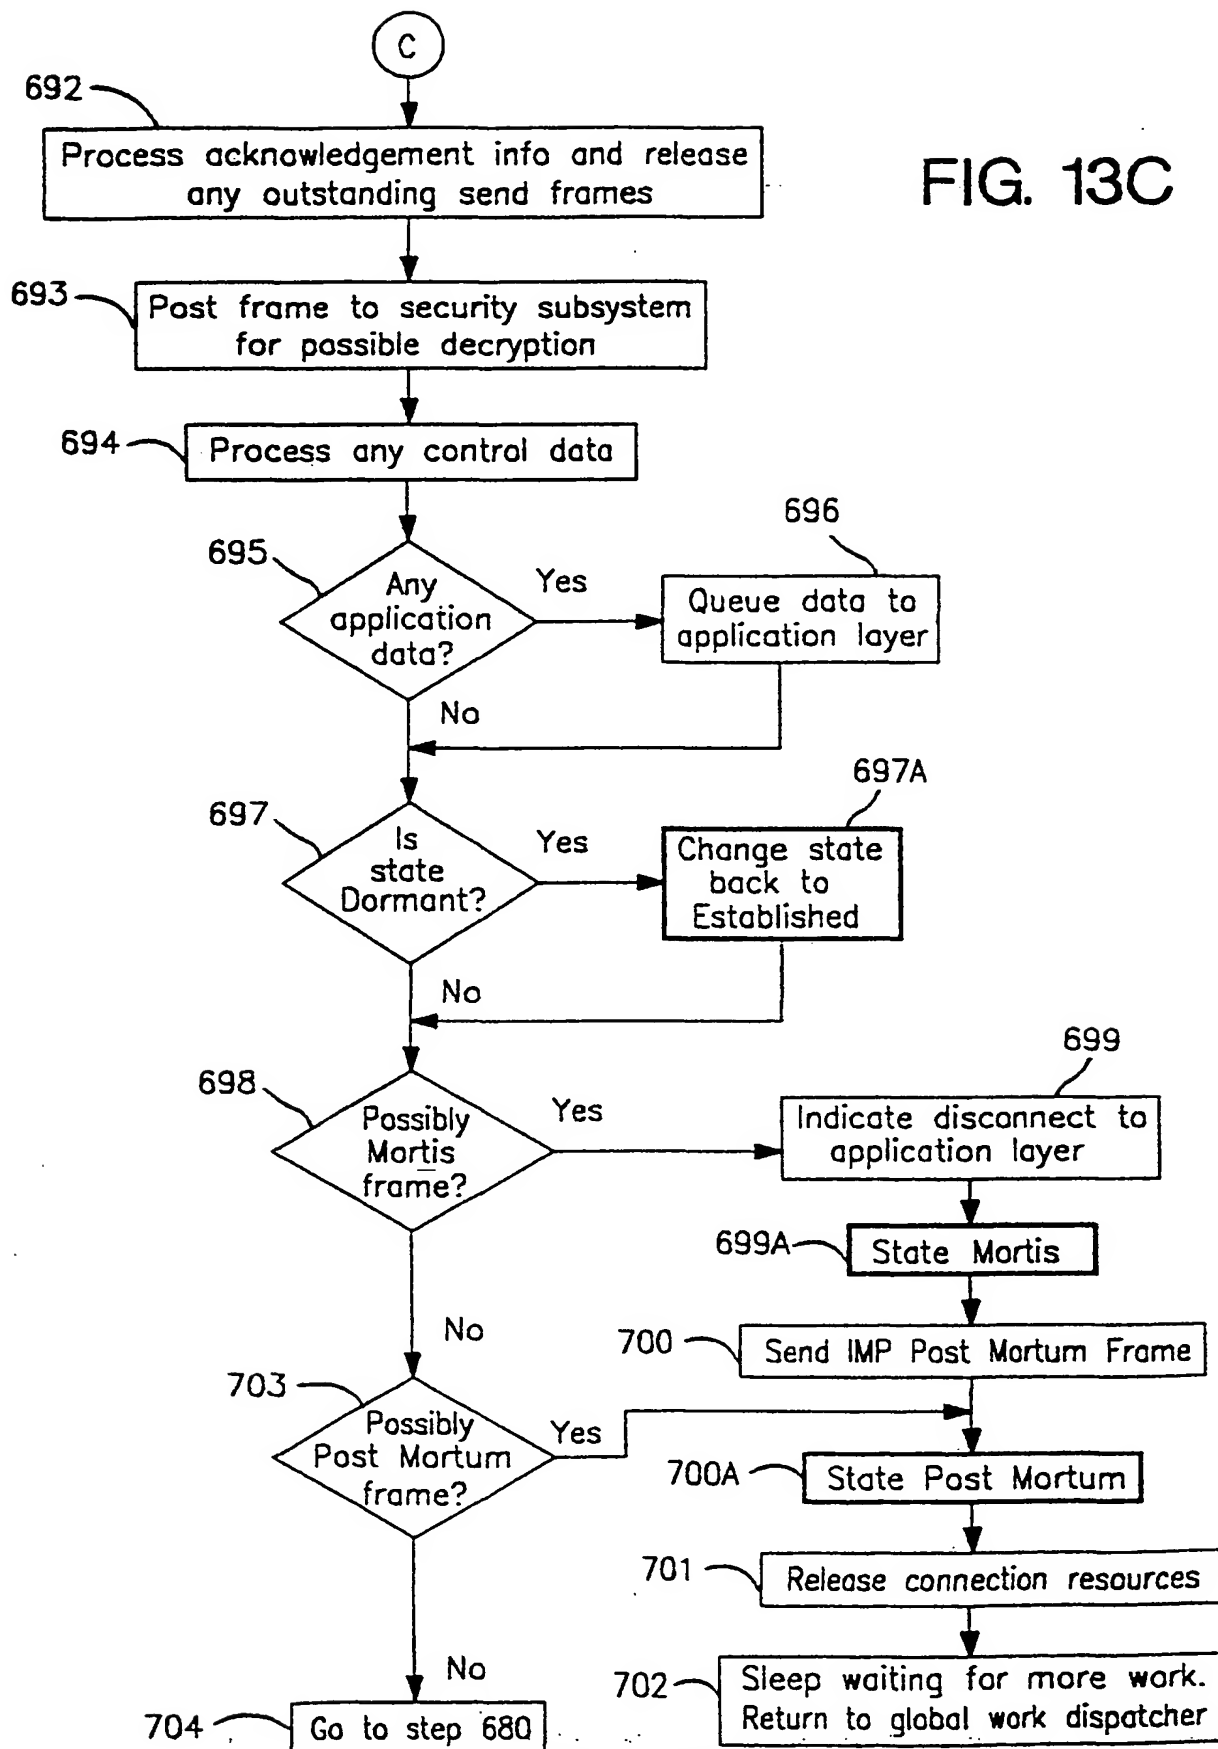 C
692
Process acknowledgement info and release
any outstanding send frames
FIG. 13C
693
Post frame to security subsystem
for possible decryption
694
Process any control data
695
Any
application
data?
Yes
696
Queue data to
application layer
No
697
Is
state
Dormant?
Yes
697A
Change state
back to
Established
No
698
Possibly
Mortis
frame?
Yes
699
Indicate disconnect to
application layer
699A
State Mortis
No
700
Send IMP Post Mortum Frame
703
Possibly
Post Mortum
frame?
Yes
700A
State Post Mortum
701
Release connection resources
No
702
Sleep waiting for more work.
Return to global work dispatcher
704
Go to step 680